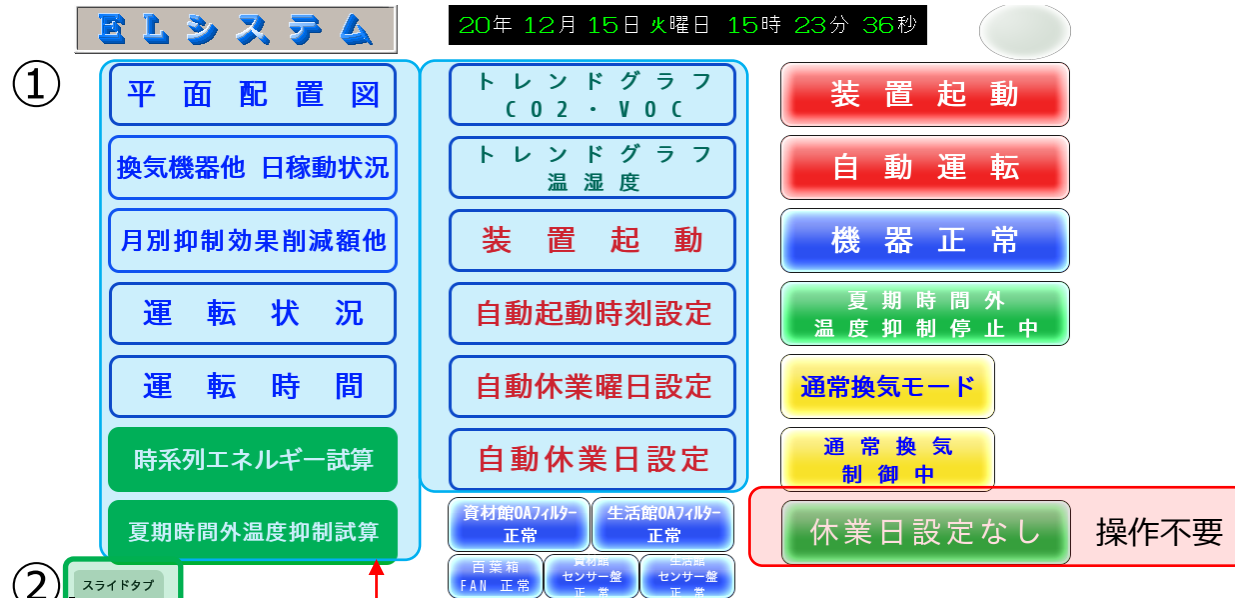 ELシステム
20年 12月 15日 火曜日 15時 23分 36秒
①
平面配置図
換気機器他 日稼動状況
月別抑制効果削減額他
運転状況
運転時間
時系列エネルギー試算
夏期時間外温度抑制試算
②
スライドタブ
トレンドグラフ
CO2・VOC
トレンドグラフ
温湿度
装置起動
自動起動時刻設定
自動休業曜日設定
自動休業日設定
資材館OAフィルター
正常
生活館OAフィルター
正常
百葉箱
FAN 正常
資材館
センサー盤
正常
生活館
センサー盤
正常
装置起動
自動運転
機器正常
夏期時間外
温度抑制停止中
通常換気モード
通常換気
制御中
休業日設定なし
操作不要